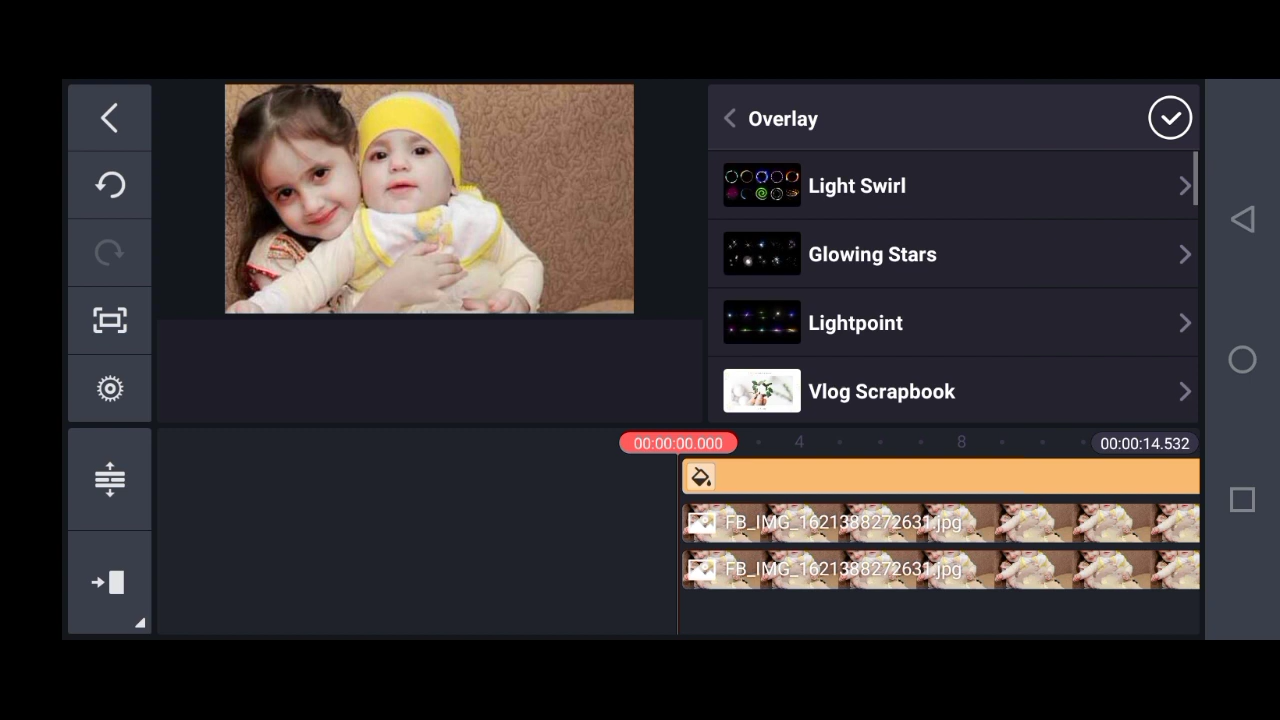 Overlay
Light Swirl
Glowing Stars
Lightpoint
Vlog Scrapbook
00:00:00.000
4
8
00:00:14.532
FB_IMG_1621388272631.jpg
FB_IMG_1621388272631.jpg